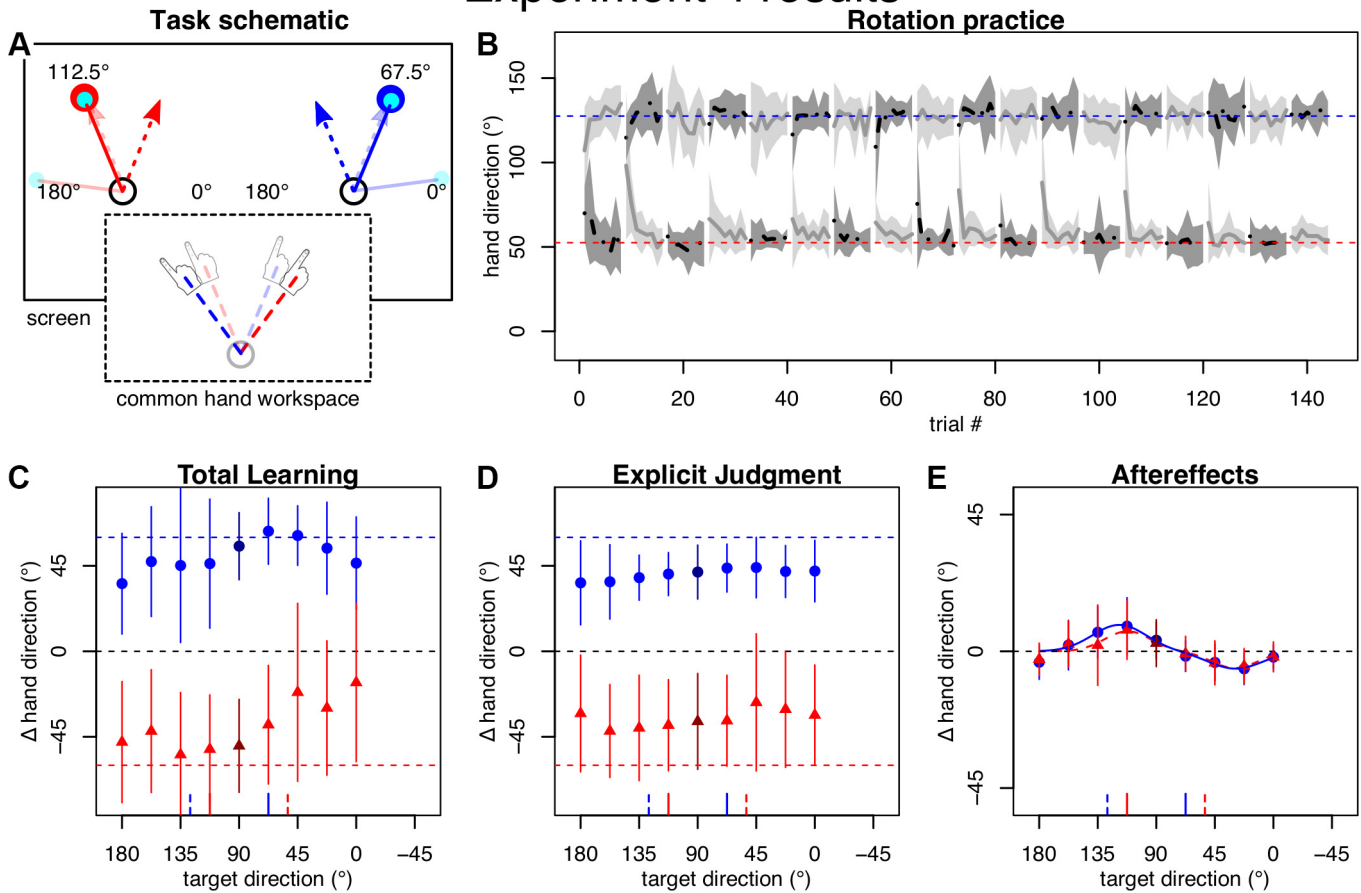 Task schematic
Rotation practice
A
112.5°
67.5°
180°
0°
180°
0°
screen
common hand workspace
B
hand direction (°)
150
100
50
0
0 20 40 60 80 100 120 140
trial #
C
Total Learning
Δ hand direction (°)
45
0
−45
180 135 90 45 0 −45
target direction (°)
D
Explicit Judgment
Δ hand direction (°)
45
0
−45
180 135 90 45 0 −45
target direction (°)
E
Aftereffects
Δ hand direction (°)
45
0
−45
180 135 90 45 0 −45
target direction (°)